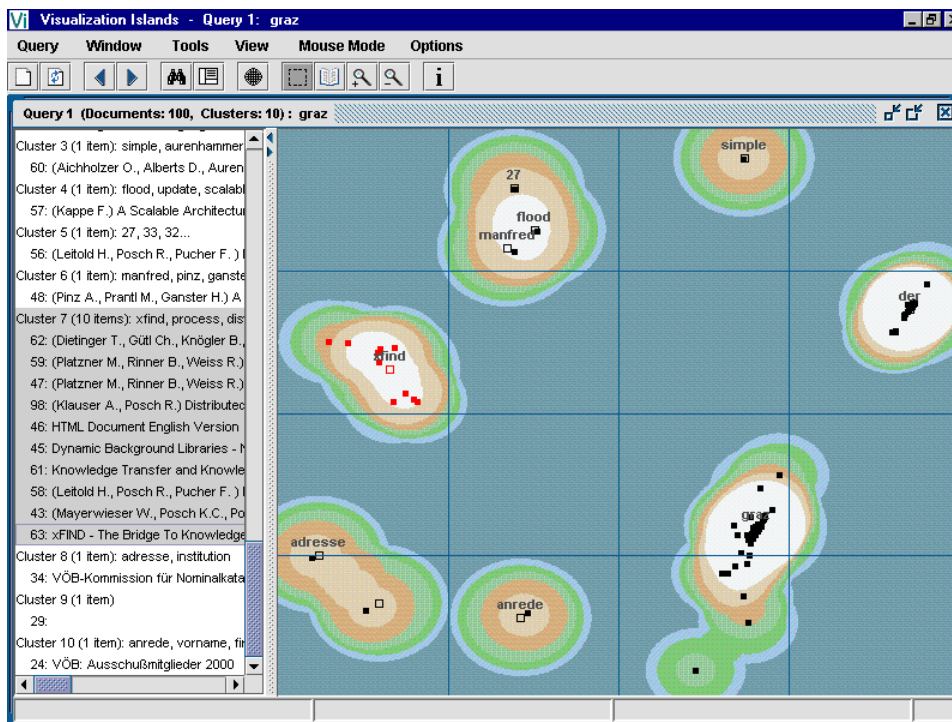 Visualization Islands - Query 1: graz
Query Window Tools View Mouse Mode Options
Query 1 (Documents: 100, Clusters: 10) : graz
Cluster 3 (1 item): simple, aurenhammer
60: (Aichholzer O., Alberts D., Auren
Cluster 4 (1 item): flood, update, scalabl
57: (Kappe F.) A Scalable Architectu
Cluster 5 (1 item): 27, 33, 32...
56: (Leitold H., Posch R., Pucher F. )
Cluster 6 (1 item): manfred, pinz, ganste
48: (Pinz A., Prantl M., Ganster H.) A
Cluster 7 (10 items): xfind, process, dis
62: (Dietinger T., Gütl Ch., Knögler B.,
59: (Platzner M., Rinner B., Weiss R.)
47: (Platzner M., Rinner B., Weiss R.)
98: (Klauser A., Posch R.) Distributed
46: HTML Document English Version
45: Dynamic Background Libraries -
61: Knowledge Transfer and Knowle
58: (Leitold H., Posch R., Pucher F. )
43: (Mayerwieser W., Posch K.C., Po
63: xFIND - The Bridge To Knowledge
Cluster 8 (1 item): adresse, institution
34: VÖB-Kommission für Nominalkata
Cluster 9 (1 item)
29:
Cluster 10 (1 item): anrede, vorname, fir
24: VÖB: Ausschußmitglieder 2000
simple
27
flood
manfred
der
xfind
graz
adresse
anrede